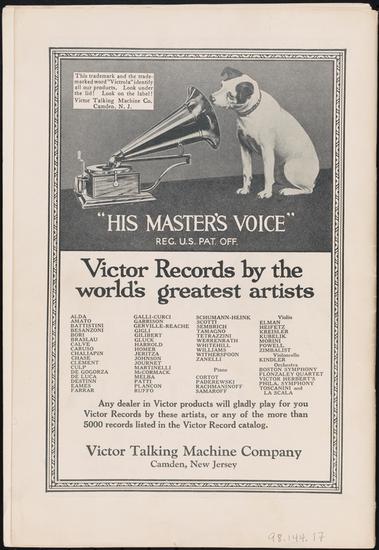 This trademark and the trade-
marked word "Victrola" identify
all our products. Look under
the lid! Look on the label!
Victor Talking Machine Co.
Camden, N. J.
"HIS MASTER'S VOICE"
REG. U.S. PAT. OFF.
Victor Records by the
world's greatest artists
ALDA
AMATO
BATTISTINI
BESANZONI
BORI
BRASLAU
CALVÉ
CARUSO
CHALIAPIN
CHASE
CLEMENT
CULP
DE GOGORZA
DE LUCA
DESTINN
EAMES
FARRAR
GALLI-CURCI
GARRISON
GERVILLE-REACHE
GIGLI
GILIBERT
GLUCK
HARROLD
HOMER
JERITZA
JOHNSON
JOURNET
MARTINELLI
McCORMACK
MELBA
PATTI
PLANCON
RUFFO
SCHUMANN-HEINK
SCOTTI
SEMBRICH
TAMAGNO
TETRAZZINI
WERRENRATH
WHITEHILL
WILLIAMS
WITHERSPOON
ZANELLI
Piano
CORTOT
PADEREWSKI
RACHMANINOFF
SAMAROFF
Violin
ELMAN
HEIFETZ
KREISLER
KUBELIK
MORINI
POWELL
ZIMBALIST
Violoncello
KINDLER
Orchestra
BOSTON SYMPHONY
FLONZALEY QUARTET
VICTOR HERBERT'S
PHILA. SYMPHONY
TOSCANINI and
LA SCALA
Any dealer in Victor products will gladly play for you
Victor Records by these artists, or any of the more than
5000 records listed in the Victor Record catalog.
Victor Talking Machine Company
Camden, New Jersey
98.144.17